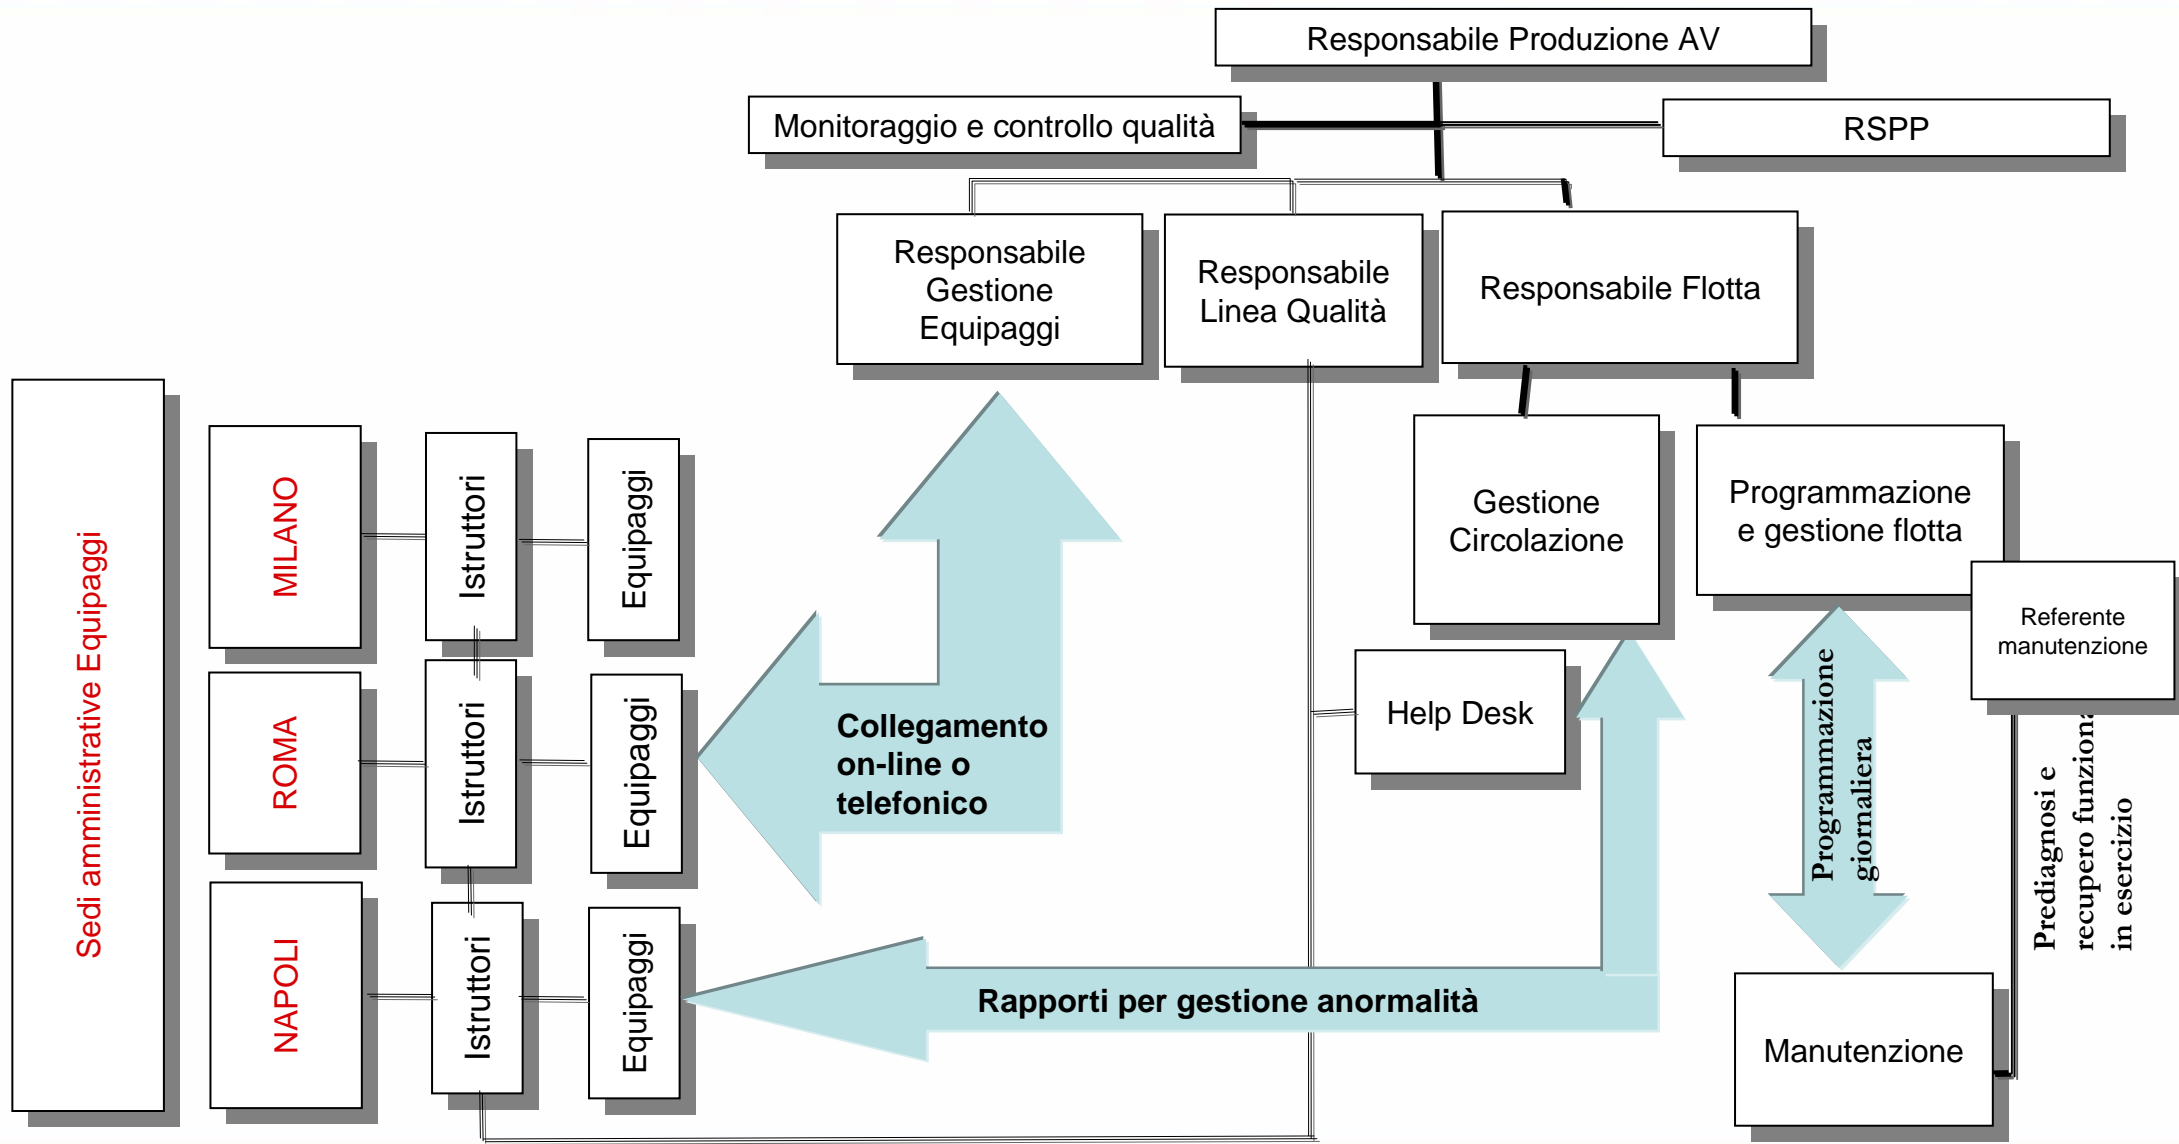 Responsabile Produzione AV
Monitoraggio e controllo qualità
RSPP
Responsabile
Gestione
Equipaggi
Responsabile
Linea Qualità
Responsabile Flotta
Sedi amministrative Equipaggi
MILANO
Istruttori
Equipaggi
ROMA
Istruttori
Equipaggi
NAPOLI
Istruttori
Equipaggi
Collegamento
on-line o
telefonico
Gestione
Circolazione
Programmazione
e gestione flotta
Referente
manutenzione
Help Desk
Programmazione
giornaliera
Prediagnosi e
recupero
in esercizio
Rapporti per gestione anormalità
Manutenzione